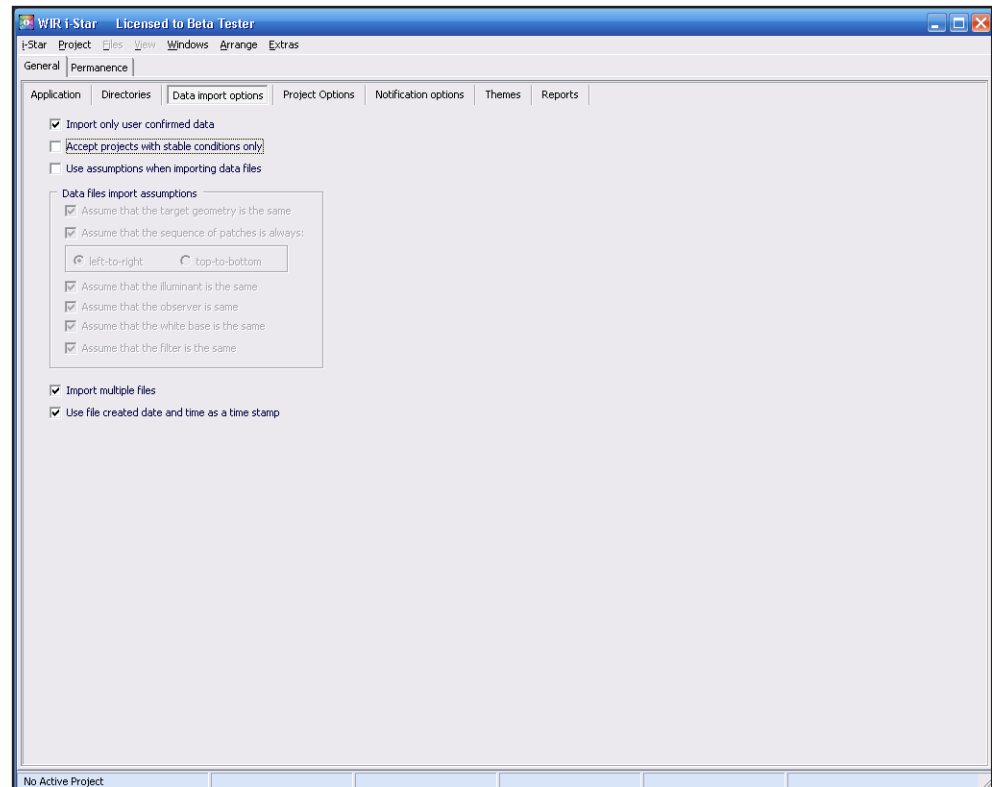 WIR i-Star Licensed to Beta Tester
i-Star Project Files View Windows Arrange Extras
General Permanence
Application Directories Data import options Project Options Notification options Themes Reports
Import only user confirmed data
Accept projects with stable conditions only
Use assumptions when importing data files
Data files import assumptions
Assume that the target geometry is the same
Assume that the sequence of patches is always:
left-to-right top-to-bottom
Assume that the illuminant is the same
Assume that the observer is same
Assume that the white base is the same
Assume that the filter is the same
Import multiple files
Use file created date and time as a time stamp
No Active Project